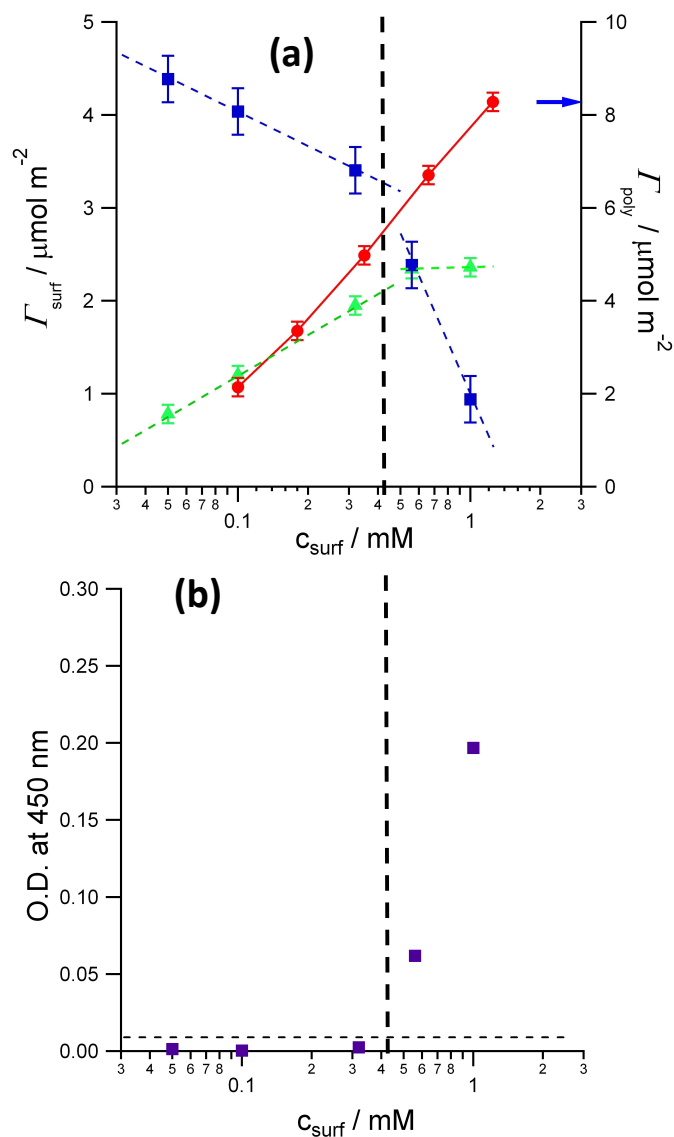 (a)
5
4
3
2
1
0
Γsurf / μmol m⁻²
10
8
6
4
2
0
Γpoly / μmol m⁻²
3 4 5 6 7 8 0.1 2 3 4 5 6 7 8 1 2 3
csurf / mM
(b)
0.30
0.25
0.20
0.15
0.10
0.05
0.00
O.D. at 450 nm
3 4 5 6 7 8 0.1 2 3 4 5 6 7 8 1 2 3
csurf / mM